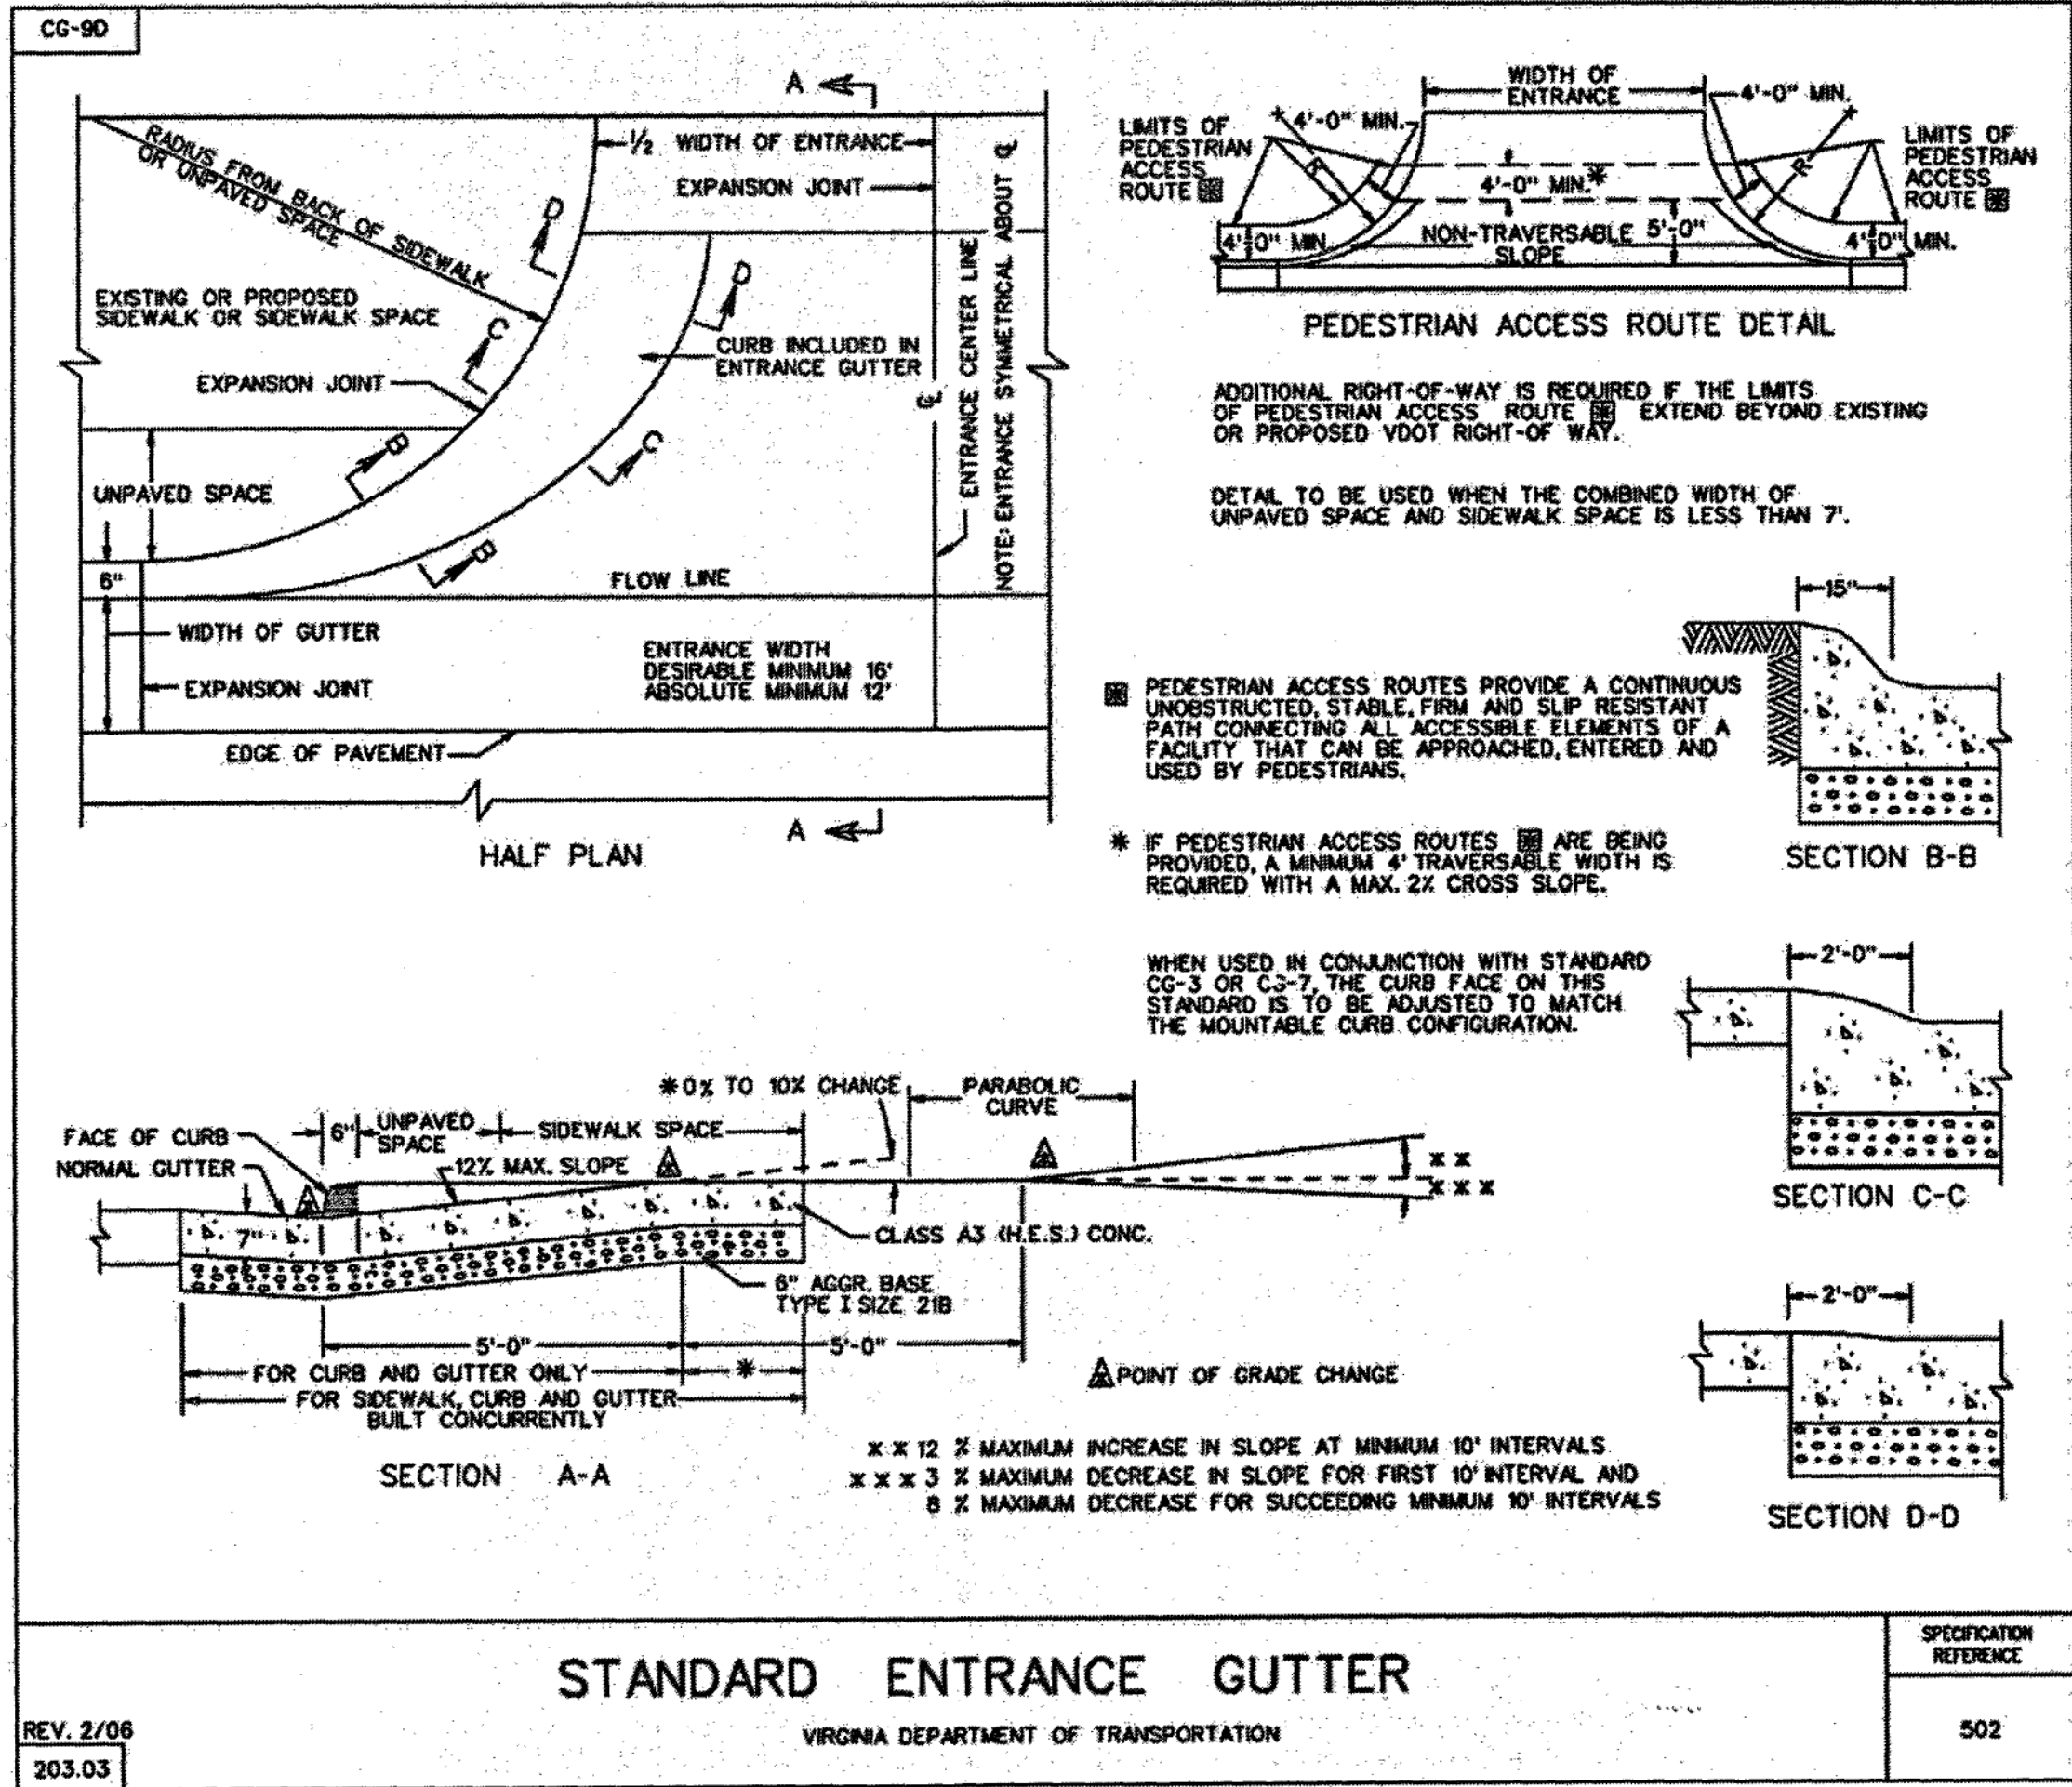 CG-9D
A
RADIUS FROM BACK OF SIDEWALK
OR UNPAVED SPACE
1/2 WIDTH OF ENTRANCE
EXPANSION JOINT
D
D
EXISTING OR PROPOSED
SIDEWALK OR SIDEWALK SPACE
C
CURB INCLUDED IN
ENTRANCE GUTTER
EXPANSION JOINT
B
C
UNPAVED SPACE
B
6"
FLOW LINE
WIDTH OF GUTTER
ENTRANCE WIDTH
DESIRABLE MINIMUM 16'
ABSOLUTE MINIMUM 12'
EXPANSION JOINT
EDGE OF PAVEMENT
A
HALF PLAN
℄
ENTRANCE CENTER LINE
NOTE: ENTRANCE SYMMETRICAL ABOUT ℄
WIDTH OF
ENTRANCE
4'-0" MIN.
4'-0" MIN.
LIMITS OF
PEDESTRIAN
ACCESS
ROUTE
LIMITS OF
PEDESTRIAN
ACCESS
ROUTE
R
R
4'-0" MIN.*
4'-0" MIN.
NON-TRAVERSABLE
SLOPE
5'-0"
4'-0" MIN.
PEDESTRIAN ACCESS ROUTE DETAIL
ADDITIONAL RIGHT-OF-WAY IS REQUIRED IF THE LIMITS
OF PEDESTRIAN ACCESS ROUTE EXTEND BEYOND EXISTING
OR PROPOSED VDOT RIGHT-OF WAY.
DETAIL TO BE USED WHEN THE COMBINED WIDTH OF
UNPAVED SPACE AND SIDEWALK SPACE IS LESS THAN 7'.
PEDESTRIAN ACCESS ROUTES PROVIDE A CONTINUOUS
UNOBSTRUCTED, STABLE, FIRM AND SLIP RESISTANT
PATH CONNECTING ALL ACCESSIBLE ELEMENTS OF A
FACILITY THAT CAN BE APPROACHED, ENTERED AND
USED BY PEDESTRIANS.
* IF PEDESTRIAN ACCESS ROUTES ARE BEING
PROVIDED, A MINIMUM 4' TRAVERSABLE WIDTH IS
REQUIRED WITH A MAX. 2% CROSS SLOPE.
WHEN USED IN CONJUNCTION WITH STANDARD
CG-3 OR CG-7, THE CURB FACE ON THIS
STANDARD IS TO BE ADJUSTED TO MATCH
THE MOUNTABLE CURB CONFIGURATION.
15"
SECTION B-B
2'-0"
SECTION C-C
2'-0"
SECTION D-D
* 0% TO 10% CHANGE
PARABOLIC
CURVE
FACE OF CURB
6"
UNPAVED
SPACE
SIDEWALK SPACE
NORMAL GUTTER
12% MAX. SLOPE
* *
* * *
7"
CLASS A3 (H.E.S.) CONC.
6" AGGR. BASE
TYPE I SIZE 21B
5'-0"
5'-0"
FOR CURB AND GUTTER ONLY
*
FOR SIDEWALK, CURB AND GUTTER
BUILT CONCURRENTLY
POINT OF GRADE CHANGE
SECTION A-A
* * 12 % MAXIMUM INCREASE IN SLOPE AT MINIMUM 10' INTERVALS
* * * 3 % MAXIMUM DECREASE IN SLOPE FOR FIRST 10' INTERVAL AND
8 % MAXIMUM DECREASE FOR SUCCEEDING MINIMUM 10' INTERVALS
STANDARD ENTRANCE GUTTER
VIRGINIA DEPARTMENT OF TRANSPORTATION
SPECIFICATION
REFERENCE
502
REV. 2/06
203.03